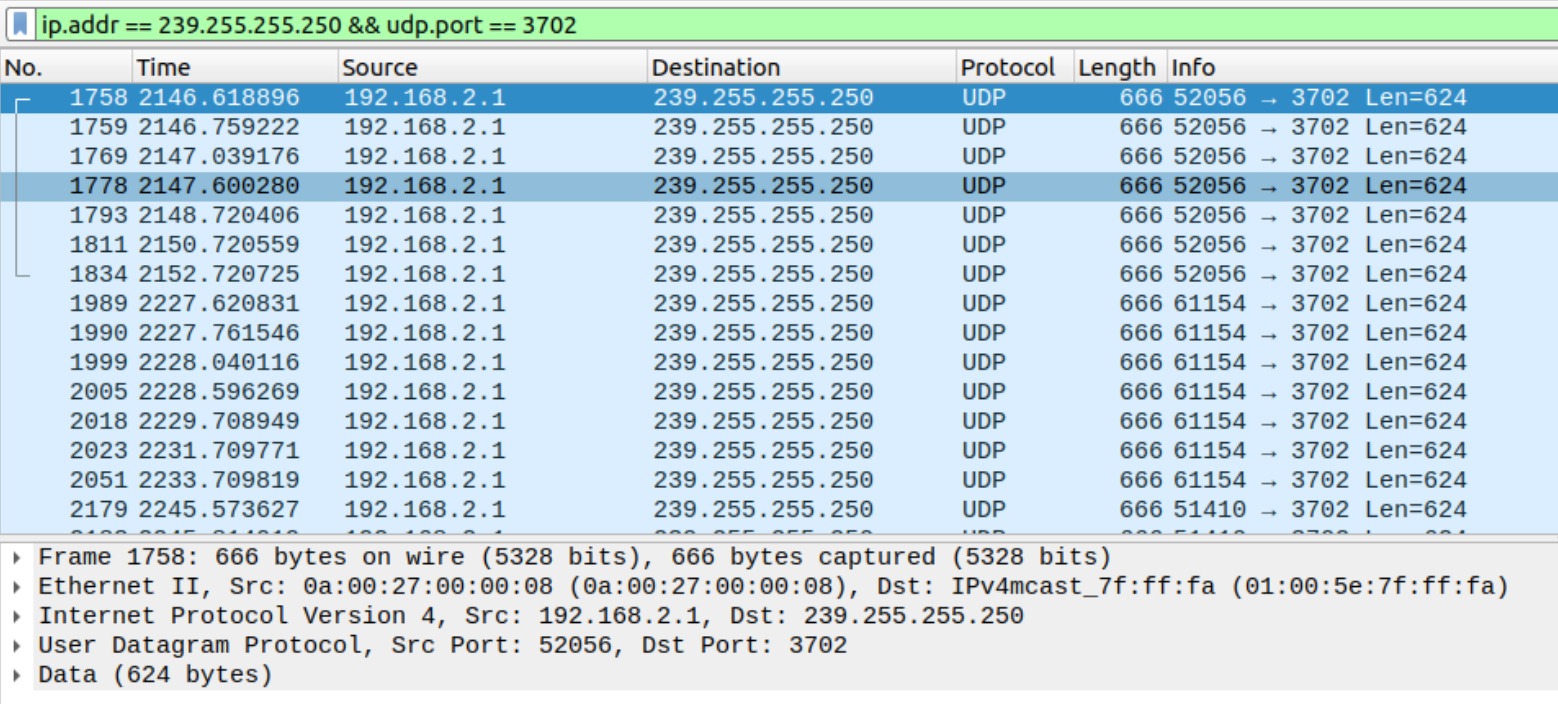 ip.addr == 239.255.255.250 && udp.port == 3702
No. Time Source Destination Protocol Length Info
1758 2146.618896 192.168.2.1 239.255.255.250 UDP 666 52056 → 3702 Len=624
1759 2146.759222 192.168.2.1 239.255.255.250 UDP 666 52056 → 3702 Len=624
1769 2147.039176 192.168.2.1 239.255.255.250 UDP 666 52056 → 3702 Len=624
1778 2147.600280 192.168.2.1 239.255.255.250 UDP 666 52056 → 3702 Len=624
1793 2148.720406 192.168.2.1 239.255.255.250 UDP 666 52056 → 3702 Len=624
1811 2150.720559 192.168.2.1 239.255.255.250 UDP 666 52056 → 3702 Len=624
1834 2152.720725 192.168.2.1 239.255.255.250 UDP 666 52056 → 3702 Len=624
1989 2227.620831 192.168.2.1 239.255.255.250 UDP 666 61154 → 3702 Len=624
1990 2227.761546 192.168.2.1 239.255.255.250 UDP 666 61154 → 3702 Len=624
1999 2228.040116 192.168.2.1 239.255.255.250 UDP 666 61154 → 3702 Len=624
2005 2228.596269 192.168.2.1 239.255.255.250 UDP 666 61154 → 3702 Len=624
2018 2229.708949 192.168.2.1 239.255.255.250 UDP 666 61154 → 3702 Len=624
2023 2231.709771 192.168.2.1 239.255.255.250 UDP 666 61154 → 3702 Len=624
2051 2233.709819 192.168.2.1 239.255.255.250 UDP 666 61154 → 3702 Len=624
2179 2245.573627 192.168.2.1 239.255.255.250 UDP 666 51410 → 3702 Len=624
Frame 1758: 666 bytes on wire (5328 bits), 666 bytes captured (5328 bits)
Ethernet II, Src: 0a:00:27:00:00:08 (0a:00:27:00:00:08), Dst: IPv4mcast_7f:ff:fa (01:00:5e:7f:ff:fa)
Internet Protocol Version 4, Src: 192.168.2.1, Dst: 239.255.255.250
User Datagram Protocol, Src Port: 52056, Dst Port: 3702
Data (624 bytes)